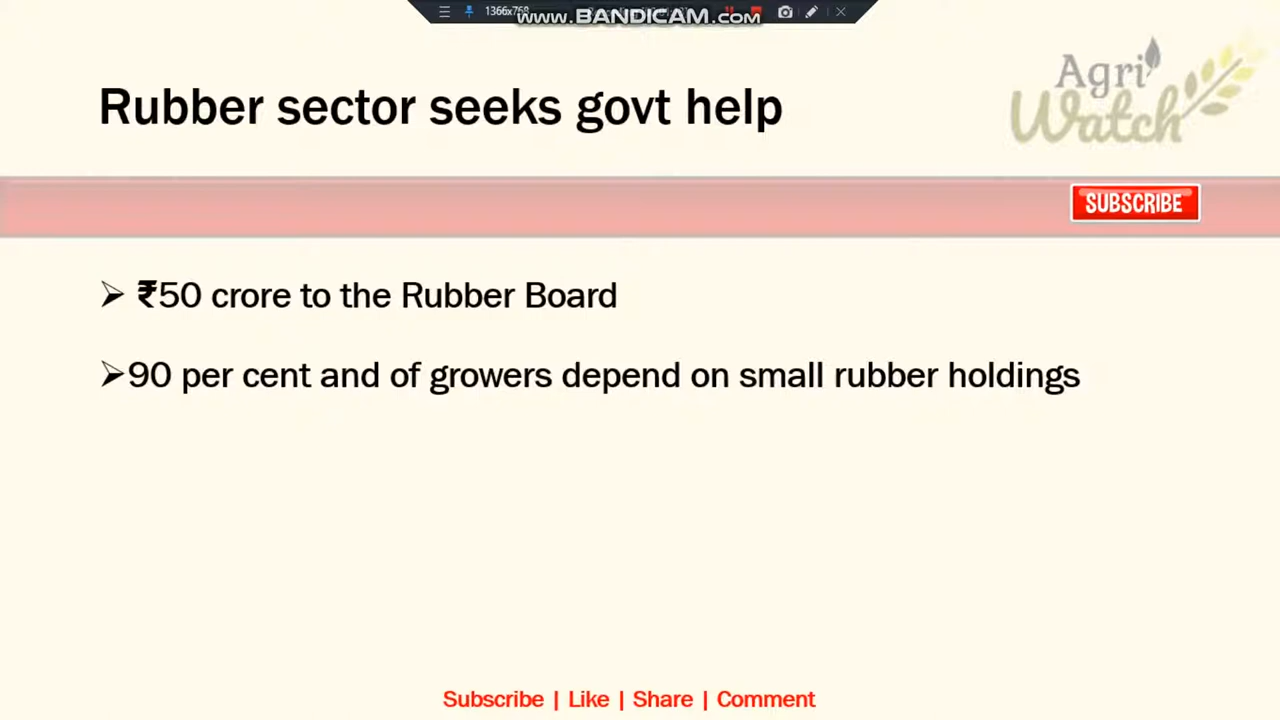 1366x768
www.BANDICAM.com
Rubber sector seeks govt help
Agri
Watch
SUBSCRIBE
➢ ₹50 crore to the Rubber Board
➢90 per cent and of growers depend on small rubber holdings
Subscribe | Like | Share | Comment